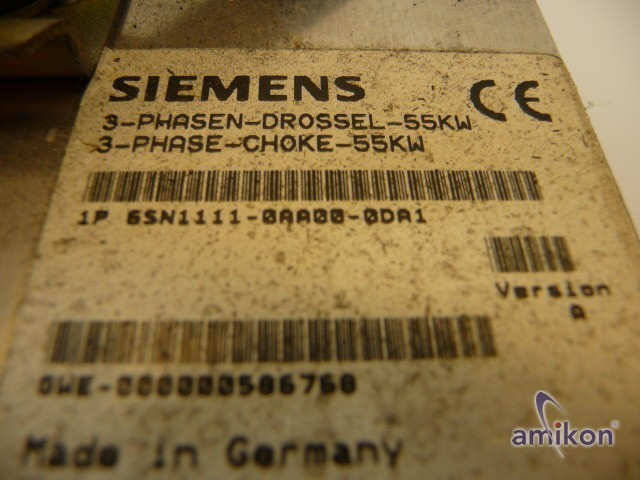 SIEMENS
CE
3-PHASEN-DROSSEL-55KW
3-PHASE-CHOKE-55KW
1P 6SN1111-0AA00-0DA1
Version
A
GWE-000000586768
Made in Germany
amikon®